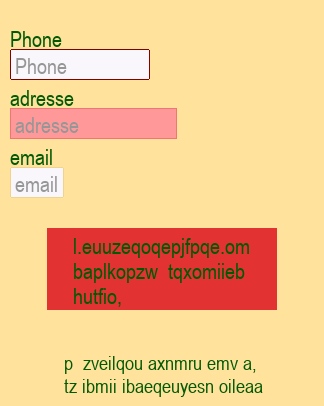 Phone
Phone
adresse
adresse
email
email
l.euuzeqoqepjfpqe.om
baplkopzw tqxomiieb
hutfio,
p zveilqou axnmru emv a,
tz ibmii ibaeqeuyesn oileaa